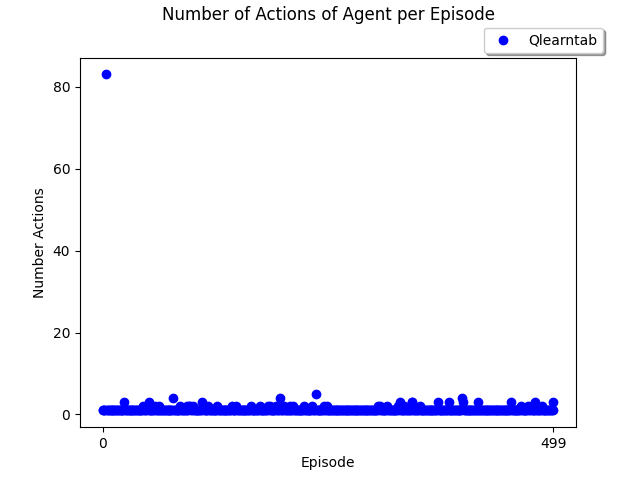 Number of Actions of Agent per Episode
Qlearntab
80
60
40
20
0
Number Actions
0 499
Episode